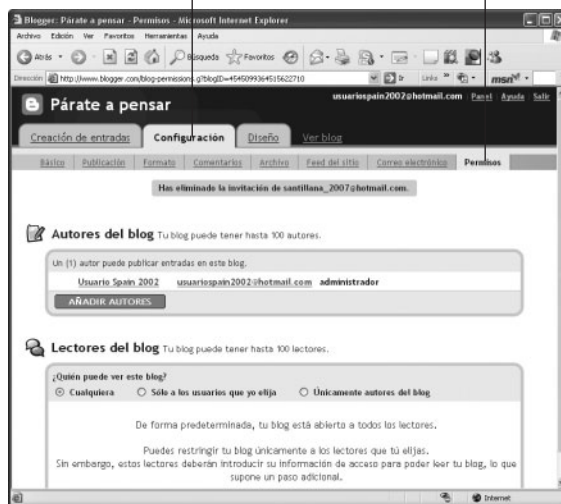 Blogger: Párate a pensar - Permisos - Microsoft Internet Explorer
Archivo Edición Ver Favoritos Herramientas Ayuda
Atrás Búsqueda Favoritos
Dirección http://www.blogger.com/blog-permissions.g?blogID=4545099364515622710 Ir Links msn
usuariospain2002@hotmail.com Panel Ayuda Salir
Párate a pensar
Creación de entradas Configuración Diseño Ver blog
Básico Publicación Formato Comentarios Archivo Feed del sitio Correo electrónico Permisos
Has eliminado la invitación de santillana_2007@hotmail.com.
Autores del blog Tu blog puede tener hasta 100 autores.
Un (1) autor puede publicar entradas en este blog.
Usuario Spain 2002 usuariospain2002@hotmail.com administrador
AÑADIR AUTORES
Lectores del blog Tu blog puede tener hasta 100 lectores.
¿Quién puede ver este blog?
Cualquiera Sólo a los usuarios que yo elija Únicamente autores del blog
De forma predeterminada, tu blog está abierto a todos los lectores.
Puedes restringir tu blog únicamente a los lectores que tú elijas.
Sin embargo, estos lectores deberán introducir su información de acceso para poder leer tu blog, lo que
supone un paso adicional.
Internet